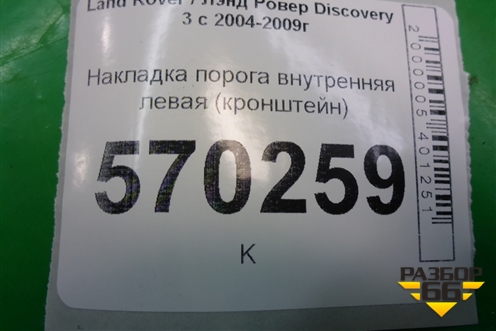 Land Rover / Лэнд Ровер Discovery
3 с 2004-2009г
Накладка порога внутренняя
левая (кронштейн)
570259
К
2000005401251
РАЗБОР
66